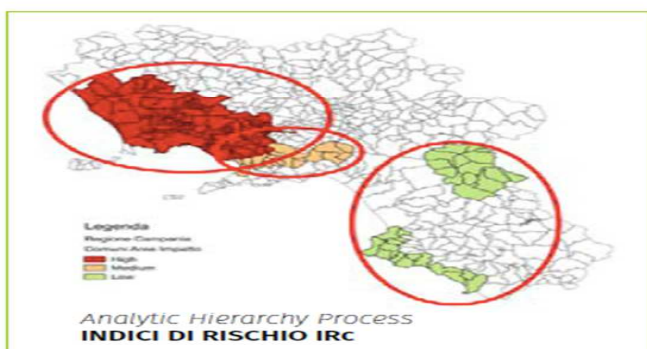 Legenda
Regione Campania
Comuni Area Impatto
High
Medium
Low
Analytic Hierarchy Process
INDICI DI RISCHIO IRc